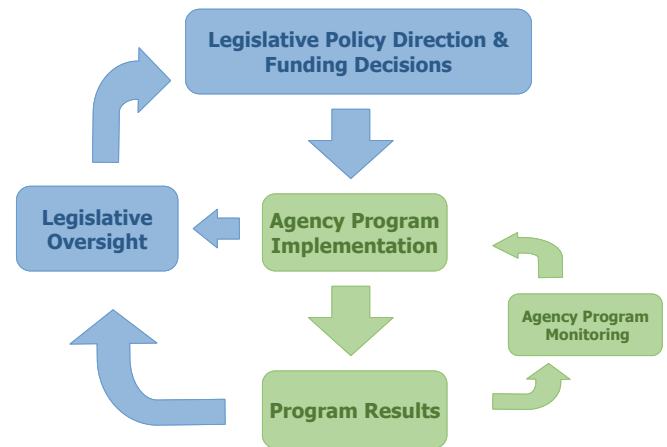 Legislative Policy Direction &
Funding Decisions
Legislative
Oversight
Agency Program
Implementation
Agency Program
Monitoring
Program Results